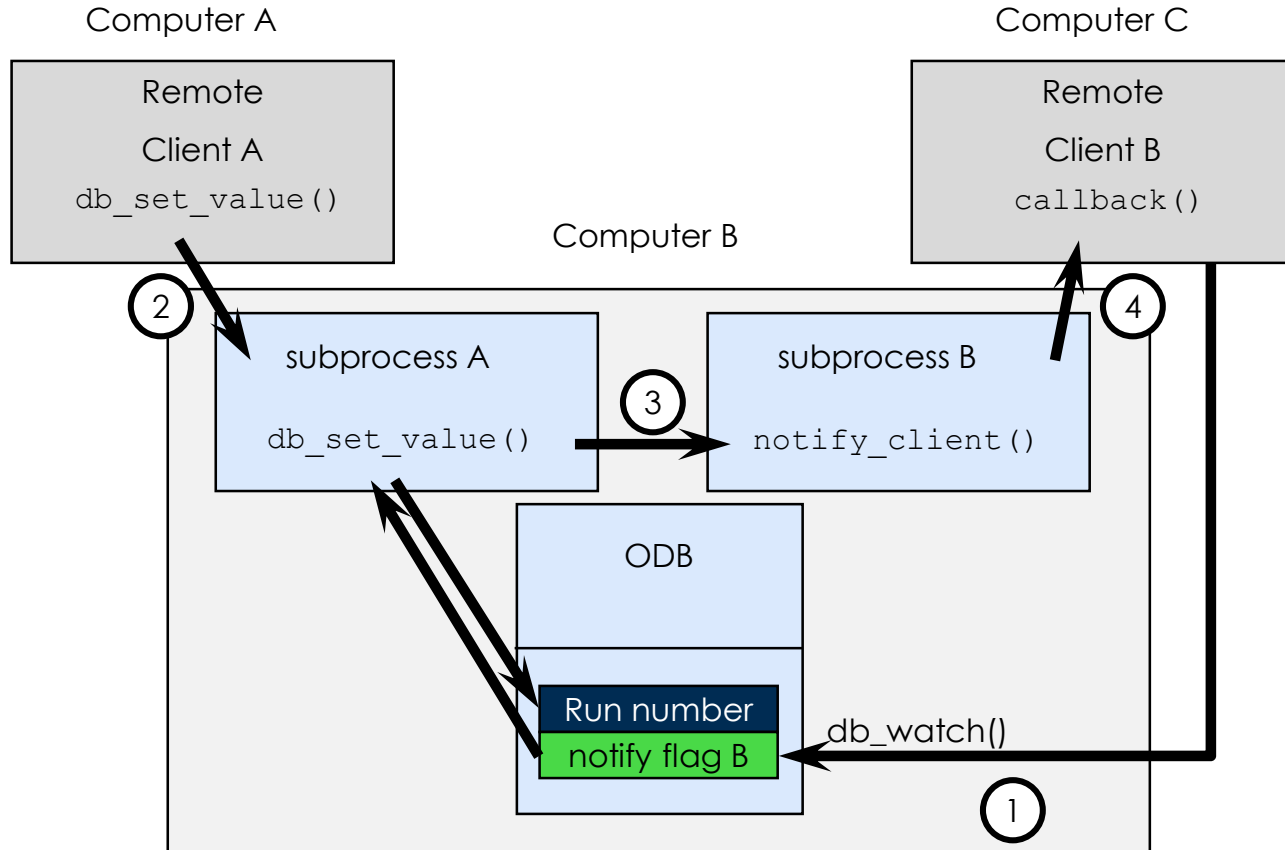 Computer A
Computer C
Remote
Client A
db_set_value()
Remote
Client B
callback()
Computer B
2
4
subprocess A
subprocess B
3
db_set_value()
notify_client()
ODB
Run number
notify flag B
db_watch()
1